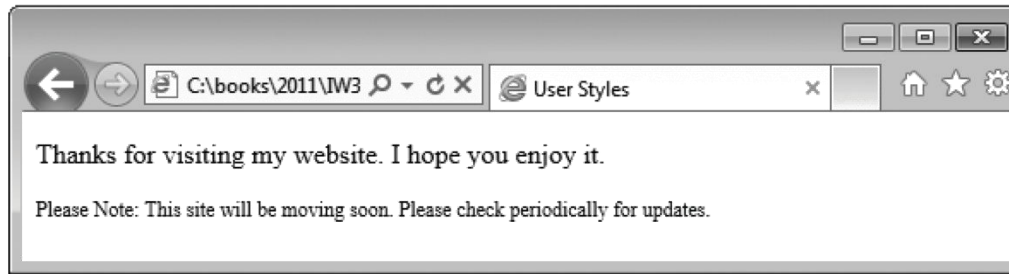 C:\books\2011\IW3
User Styles
Thanks for visiting my website. I hope you enjoy it.
Please Note: This site will be moving soon. Please check periodically for updates.